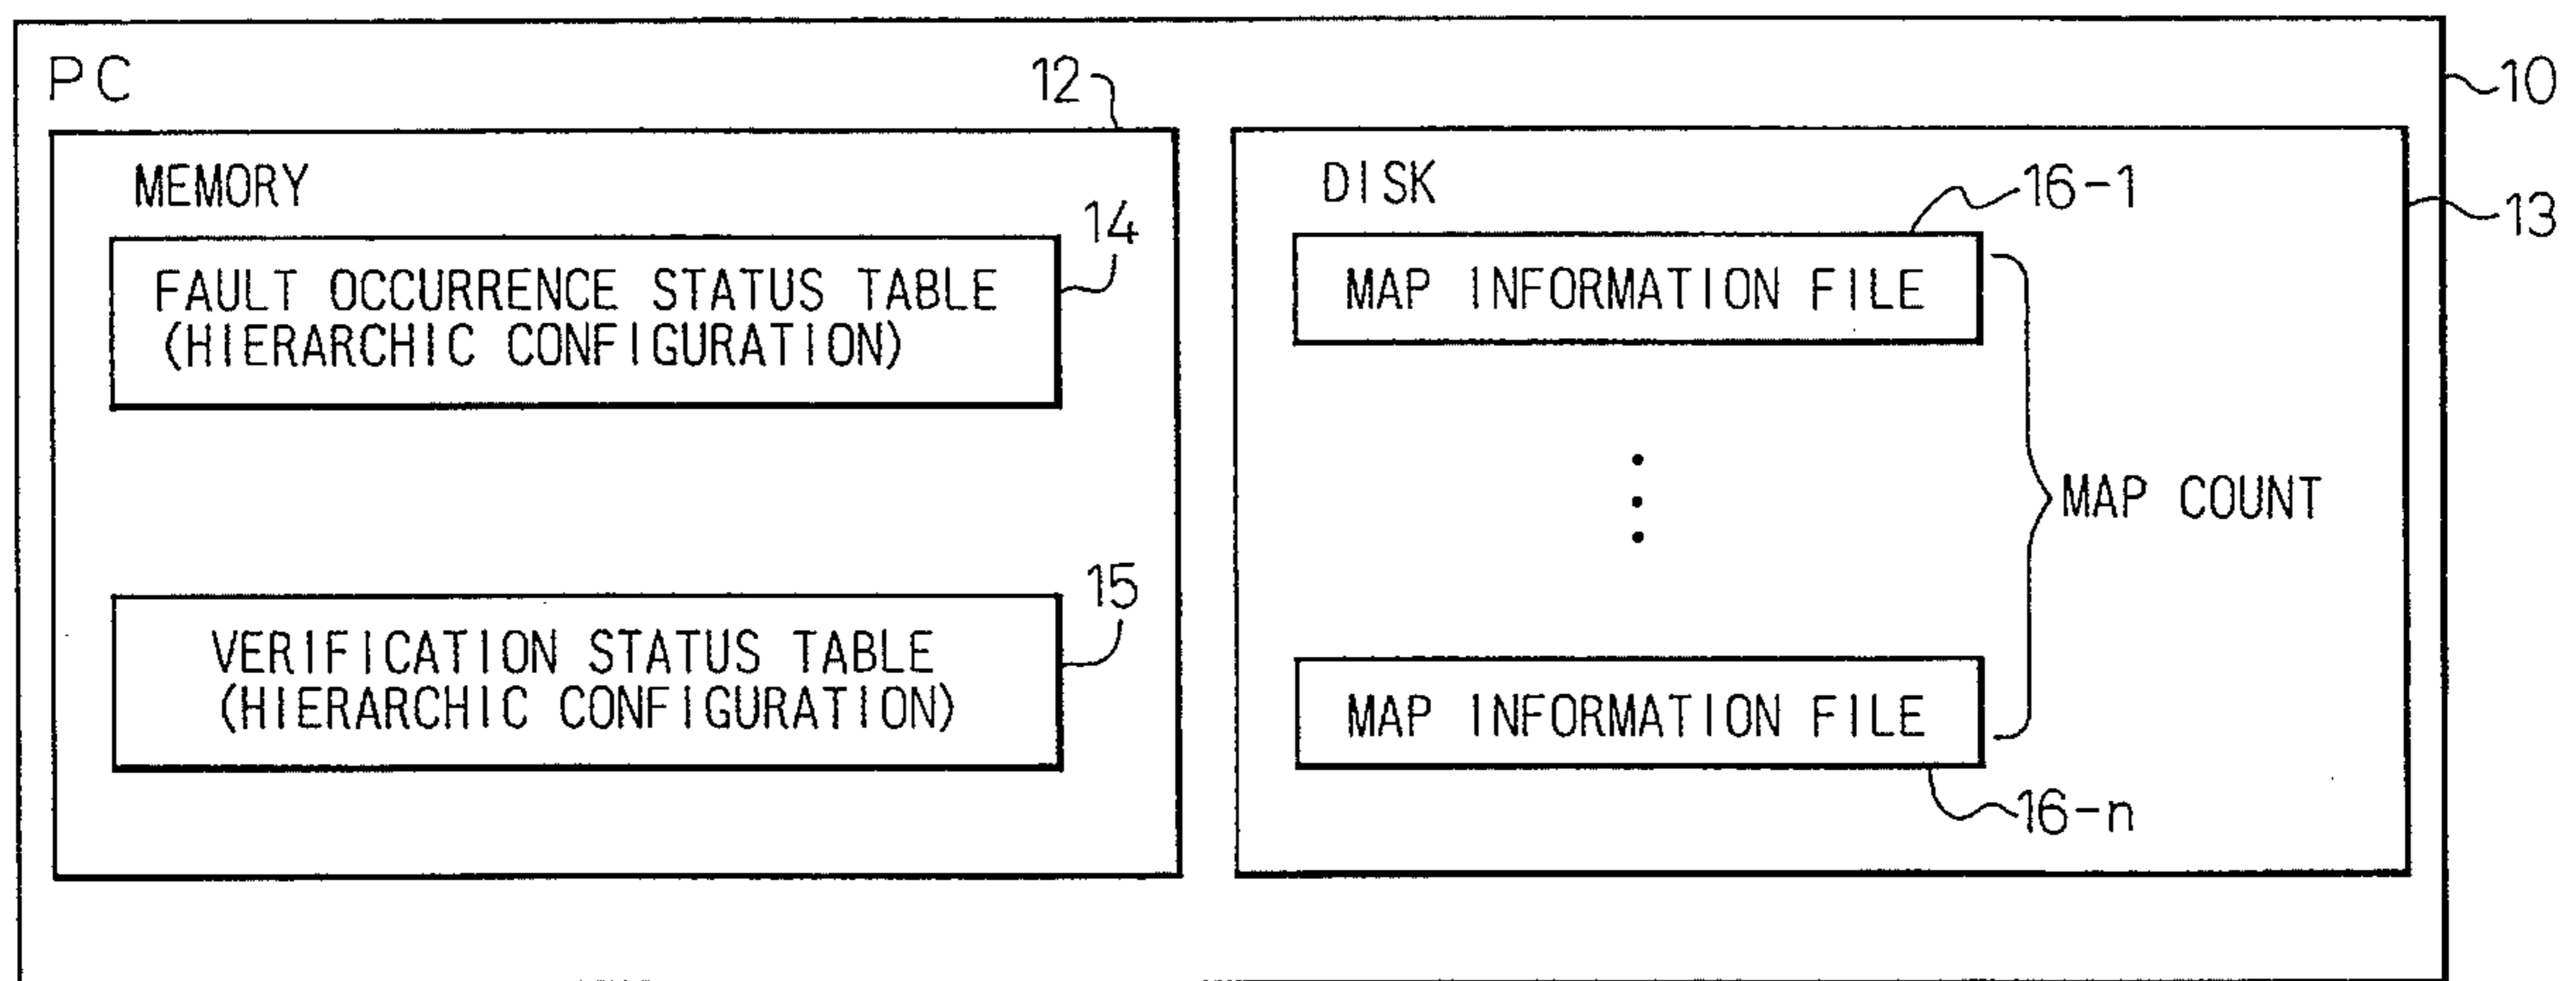 PC
10
12
MEMORY
14
FAULT OCCURRENCE STATUS TABLE
(HIERARCHIC CONFIGURATION)
15
VERIFICATION STATUS TABLE
(HIERARCHIC CONFIGURATION)
13
DISK
16-1
MAP INFORMATION FILE
MAP COUNT
MAP INFORMATION FILE
16-n